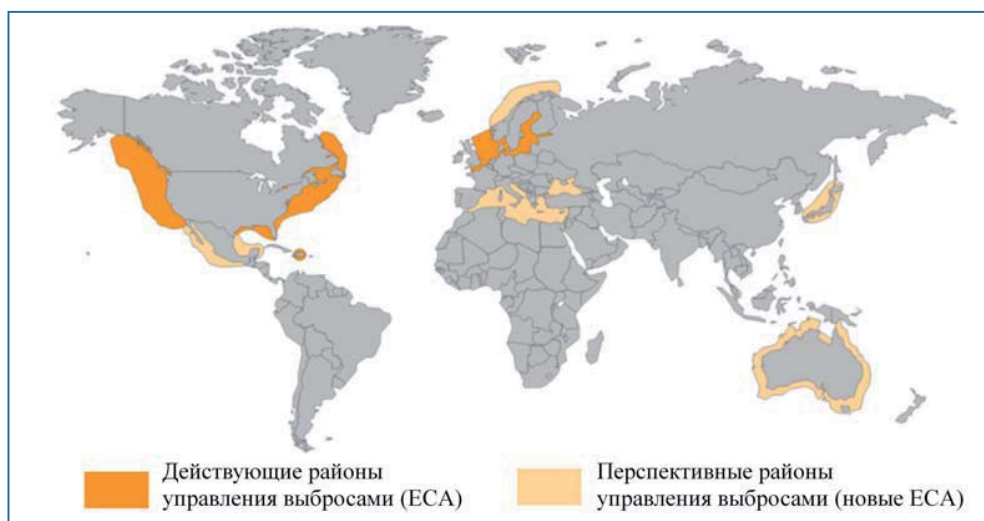 Действующие районы
управления выбросами (ECA)
Перспективные районы
управления выбросами (новые ECA)